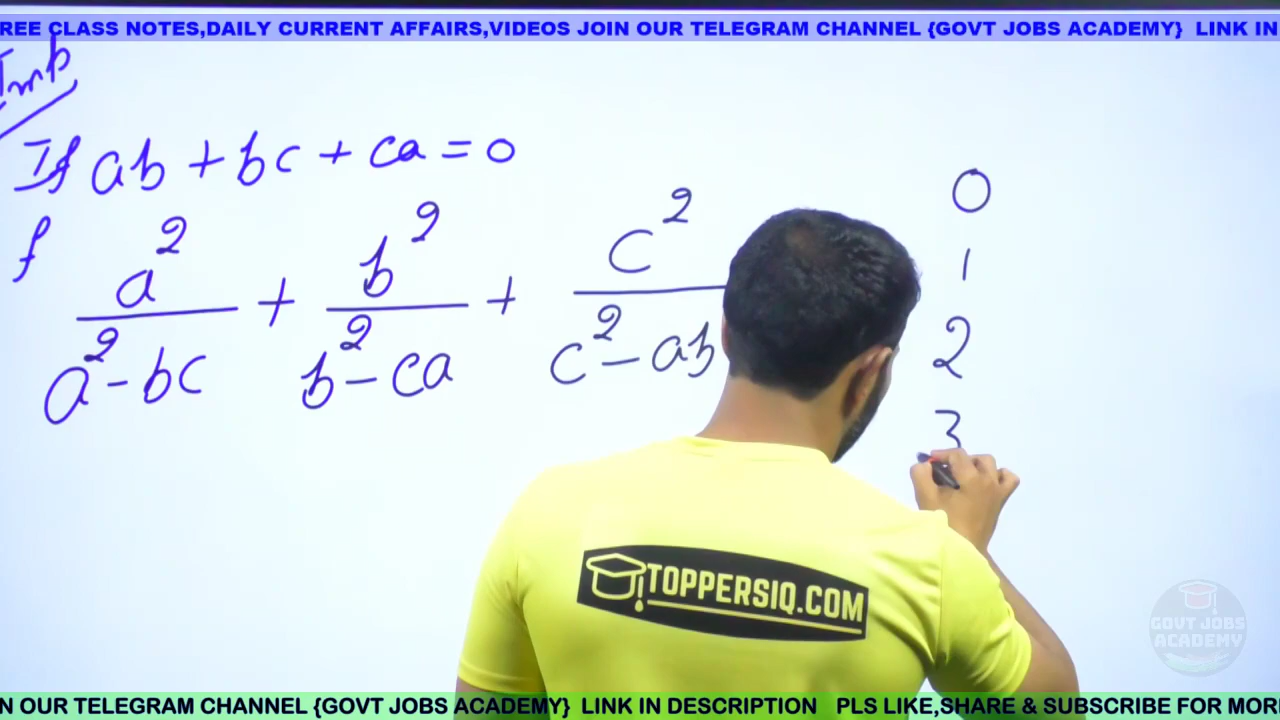 REE CLASS NOTES,DAILY CURRENT AFFAIRS,VIDEOS JOIN OUR TELEGRAM CHANNEL {GOVT JOBS ACADEMY} LINK IN
Imp
If ab + bc + ca = 0
f a² / a² - bc + b² / b² - ca + c² / c² - ab
0
1
2
3
TOPPERSIQ.COM
GOVT JOBS
ACADEMY
N OUR TELEGRAM CHANNEL {GOVT JOBS ACADEMY} LINK IN DESCRIPTION PLS LIKE,SHARE & SUBSCRIBE FOR MOR